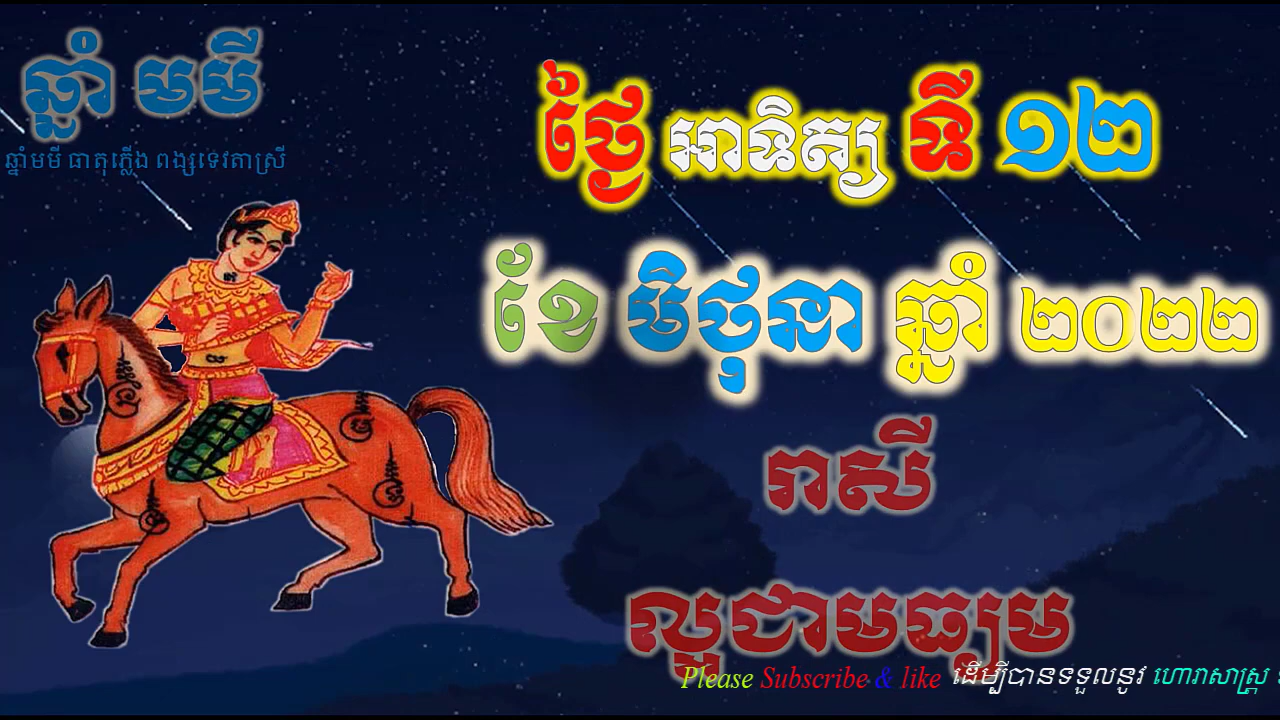 ឆ្នាំ មមី
ឆ្នាំមមី ធាតុភ្លើង ពង្សទេវតាស្រី
ថ្ងៃ អាទិត្យ ទី ១២
ខែ មិថុនា ឆ្នាំ ២០២២
រាសី
ល្អជាមធ្យម
Please Subscribe & like ដើម្បីបានទទួលនូវ ហោរាសាស្ត្រ